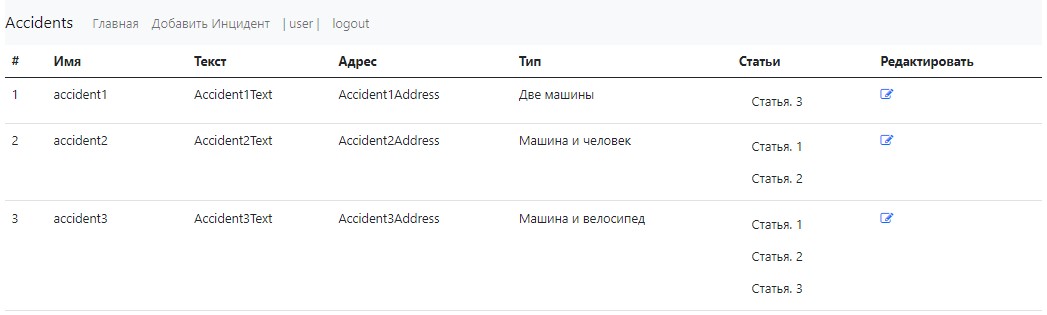 Accidents Главная Добавить Инцидент | user | logout
# Имя Текст Адрес Тип Статьи Редактировать
1 accident1 Accident1Text Accident1Address Две машины Статья. 3
2 accident2 Accident2Text Accident2Address Машина и человек Статья. 1
Статья. 2
3 accident3 Accident3Text Accident3Address Машина и велосипед Статья. 1
Статья. 2
Статья. 3